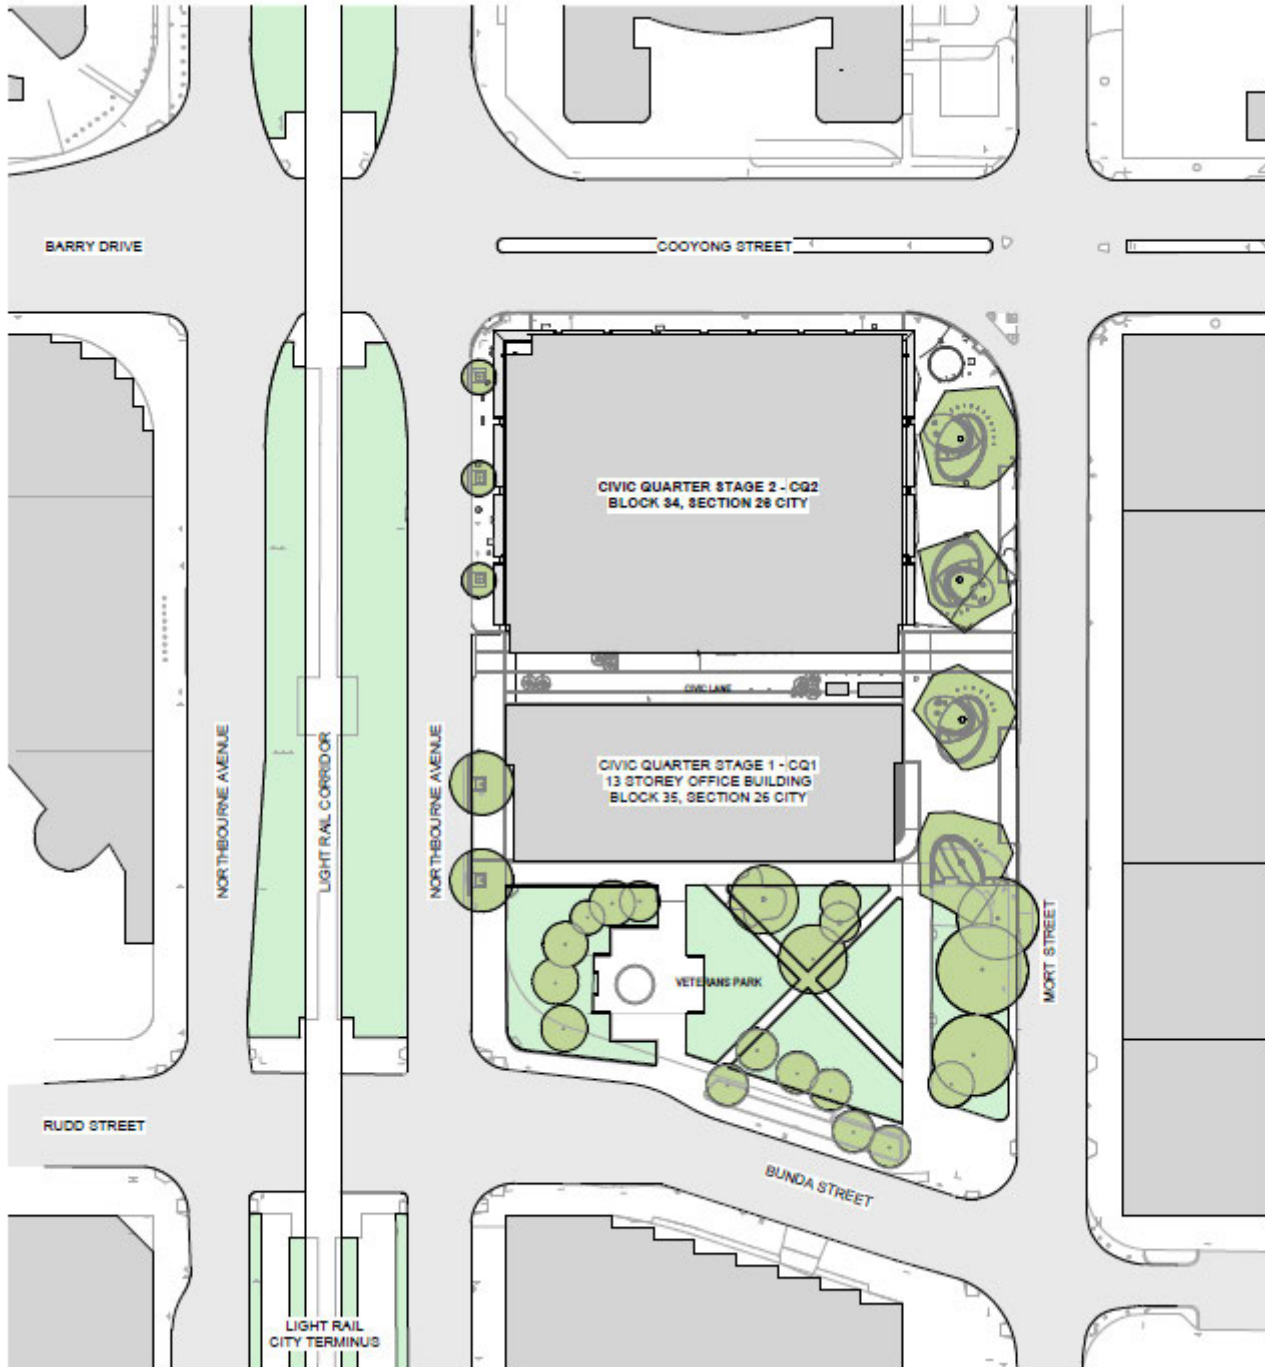 BARRY DRIVE
COOYONG STREET
CIVIC QUARTER STAGE 2 - CQ2
BLOCK 34, SECTION 26 CITY
CIVIC LANE
NORTHBOURNE AVENUE
LIGHT RAIL CORRIDOR
NORTHBOURNE AVENUE
CIVIC QUARTER STAGE 1 - CQ1
13 STOREY OFFICE BUILDING
BLOCK 35, SECTION 26 CITY
MORT STREET
VETERANS PARK
RUDD STREET
BUNDA STREET
LIGHT RAIL
CITY TERMINUS